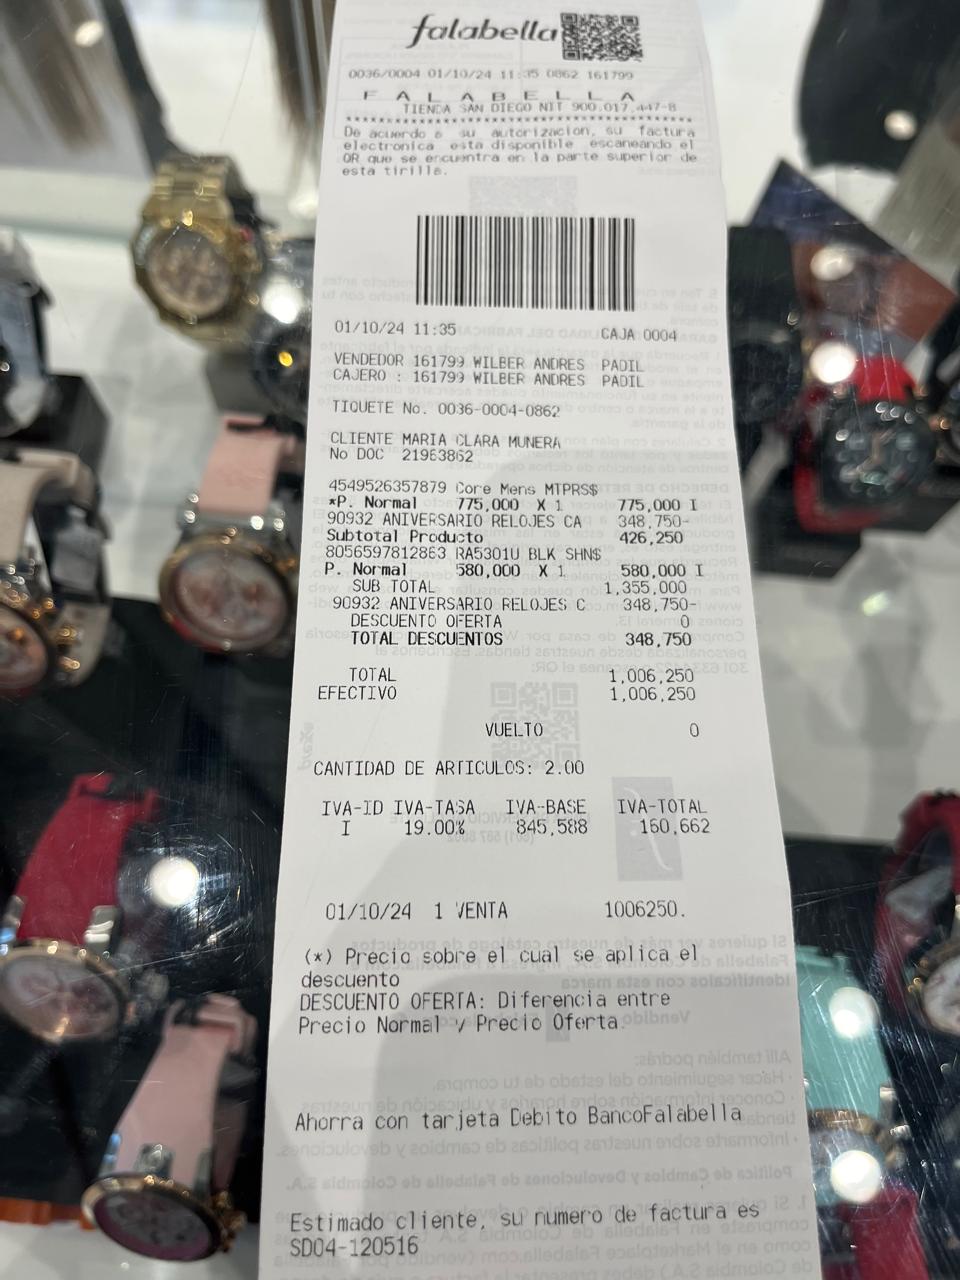 falabella
0036/0004 01/10/24 11:35 0862 161799
F A L A B E L L A
TIENDA SAN DIEGO NIT 900.017.447-8
****************************************
De acuerdo a su autorizacion, su factura
electronica esta disponible escaneando el
QR que se encuentra en la parte superior de
esta tirilla.
01/10/24 11:35 CAJA 0004
VENDEDOR 161799 WILBER ANDRES PADIL
CAJERO : 161799 WILBER ANDRES PADIL
TIQUETE No. 0036-0004-0862
CLIENTE MARIA CLARA MUNERA
No DOC 21963862
4549526357879 Core Mens MTPRS$
*P. Normal 775,000 X 1 775,000 I
90932 ANIVERSARIO RELOJES CA 348,750-
Subtotal Producto 426,250
8056597812863 RA5301U BLK SHN$
P. Normal 580,000 X 1 580,000 I
SUB TOTAL 1,355,000
90932 ANIVERSARIO RELOJES C 348,750-
DESCUENTO OFERTA 0
TOTAL DESCUENTOS 348,750
TOTAL 1,006,250
EFECTIVO 1,006,250
VUELTO 0
CANTIDAD DE ARTICULOS: 2.00
IVA-ID IVA-TASA IVA-BASE IVA-TOTAL
I 19.00% 845,588 160,662
01/10/24 1 VENTA 1006250.
(*) Precio sobre el cual se aplica el
descuento
DESCUENTO OFERTA: Diferencia entre
Precio Normal y Precio Oferta.
Ahorra con tarjeta Debito BancoFalabella
Estimado cliente, su numero de factura es
SD04-120516